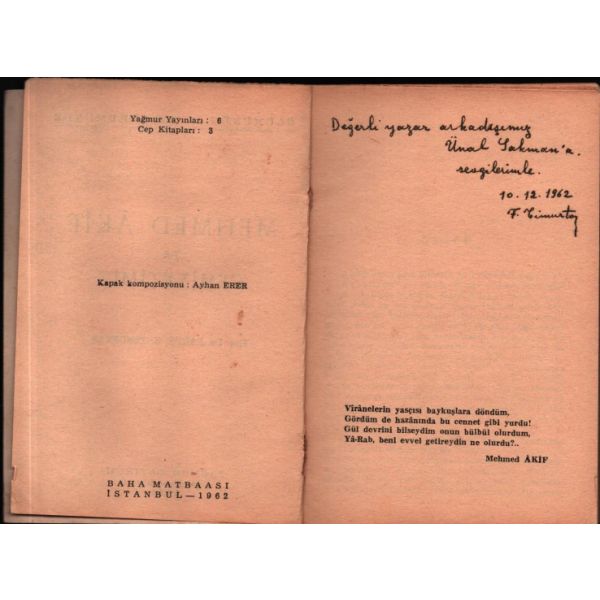 Yağmur Yayınları : 6
Cep Kitapları : 3
Kapak kompozisyonu : Ayhan ERER
BAHA MATBAASI
İSTANBUL — 1962
Değerli yazar arkadaşımız
Ünal Sakman'a.
sevgilerimle.
10.12.1962
F. Timurtaş
Virânelerin yasçısı baykuşlara döndüm,
Gördüm de hazânında bu cennet gibi yurdu!
Gül devrini bilseydim onun bülbül olurdum,
Yâ-Rab, beni evvel getireydin ne olurdu?..
Mehmed ÂKİF